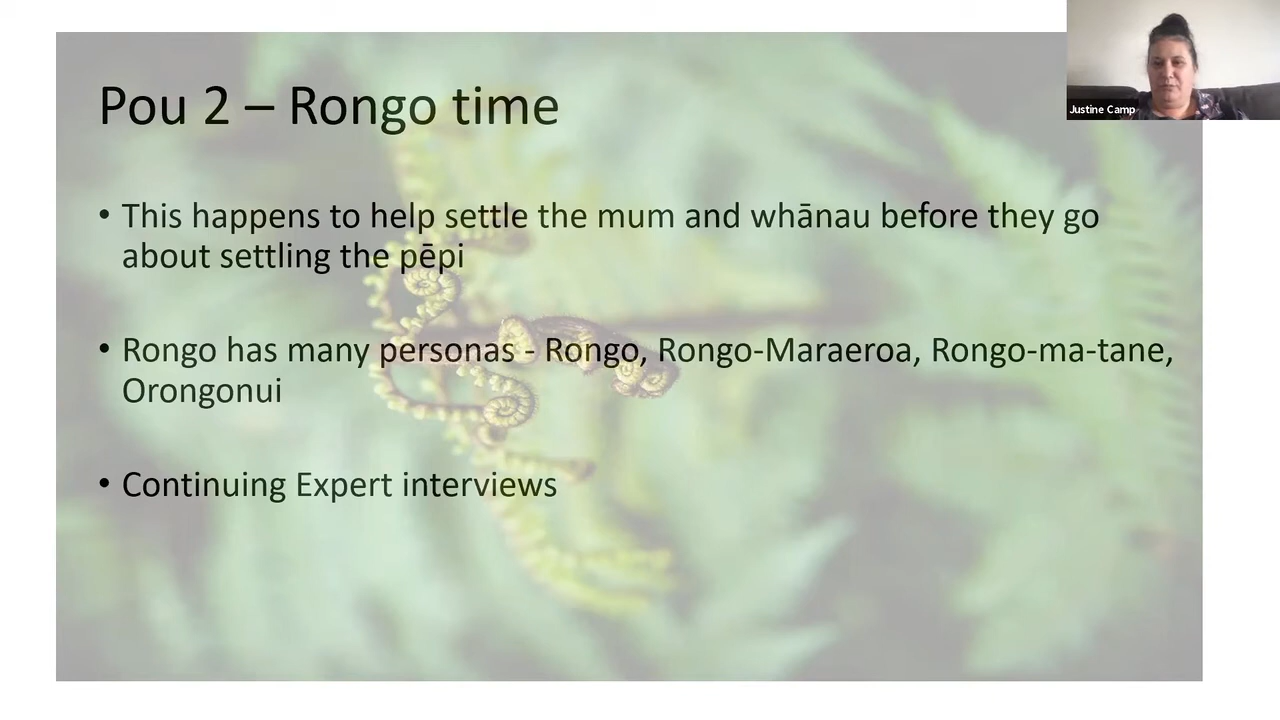 Pou 2 – Rongo time
Justine Camp
• This happens to help settle the mum and whānau before they go
about settling the pēpi
• Rongo has many personas - Rongo, Rongo-Maraeroa, Rongo-ma-tane,
Orongonui
• Continuing Expert interviews